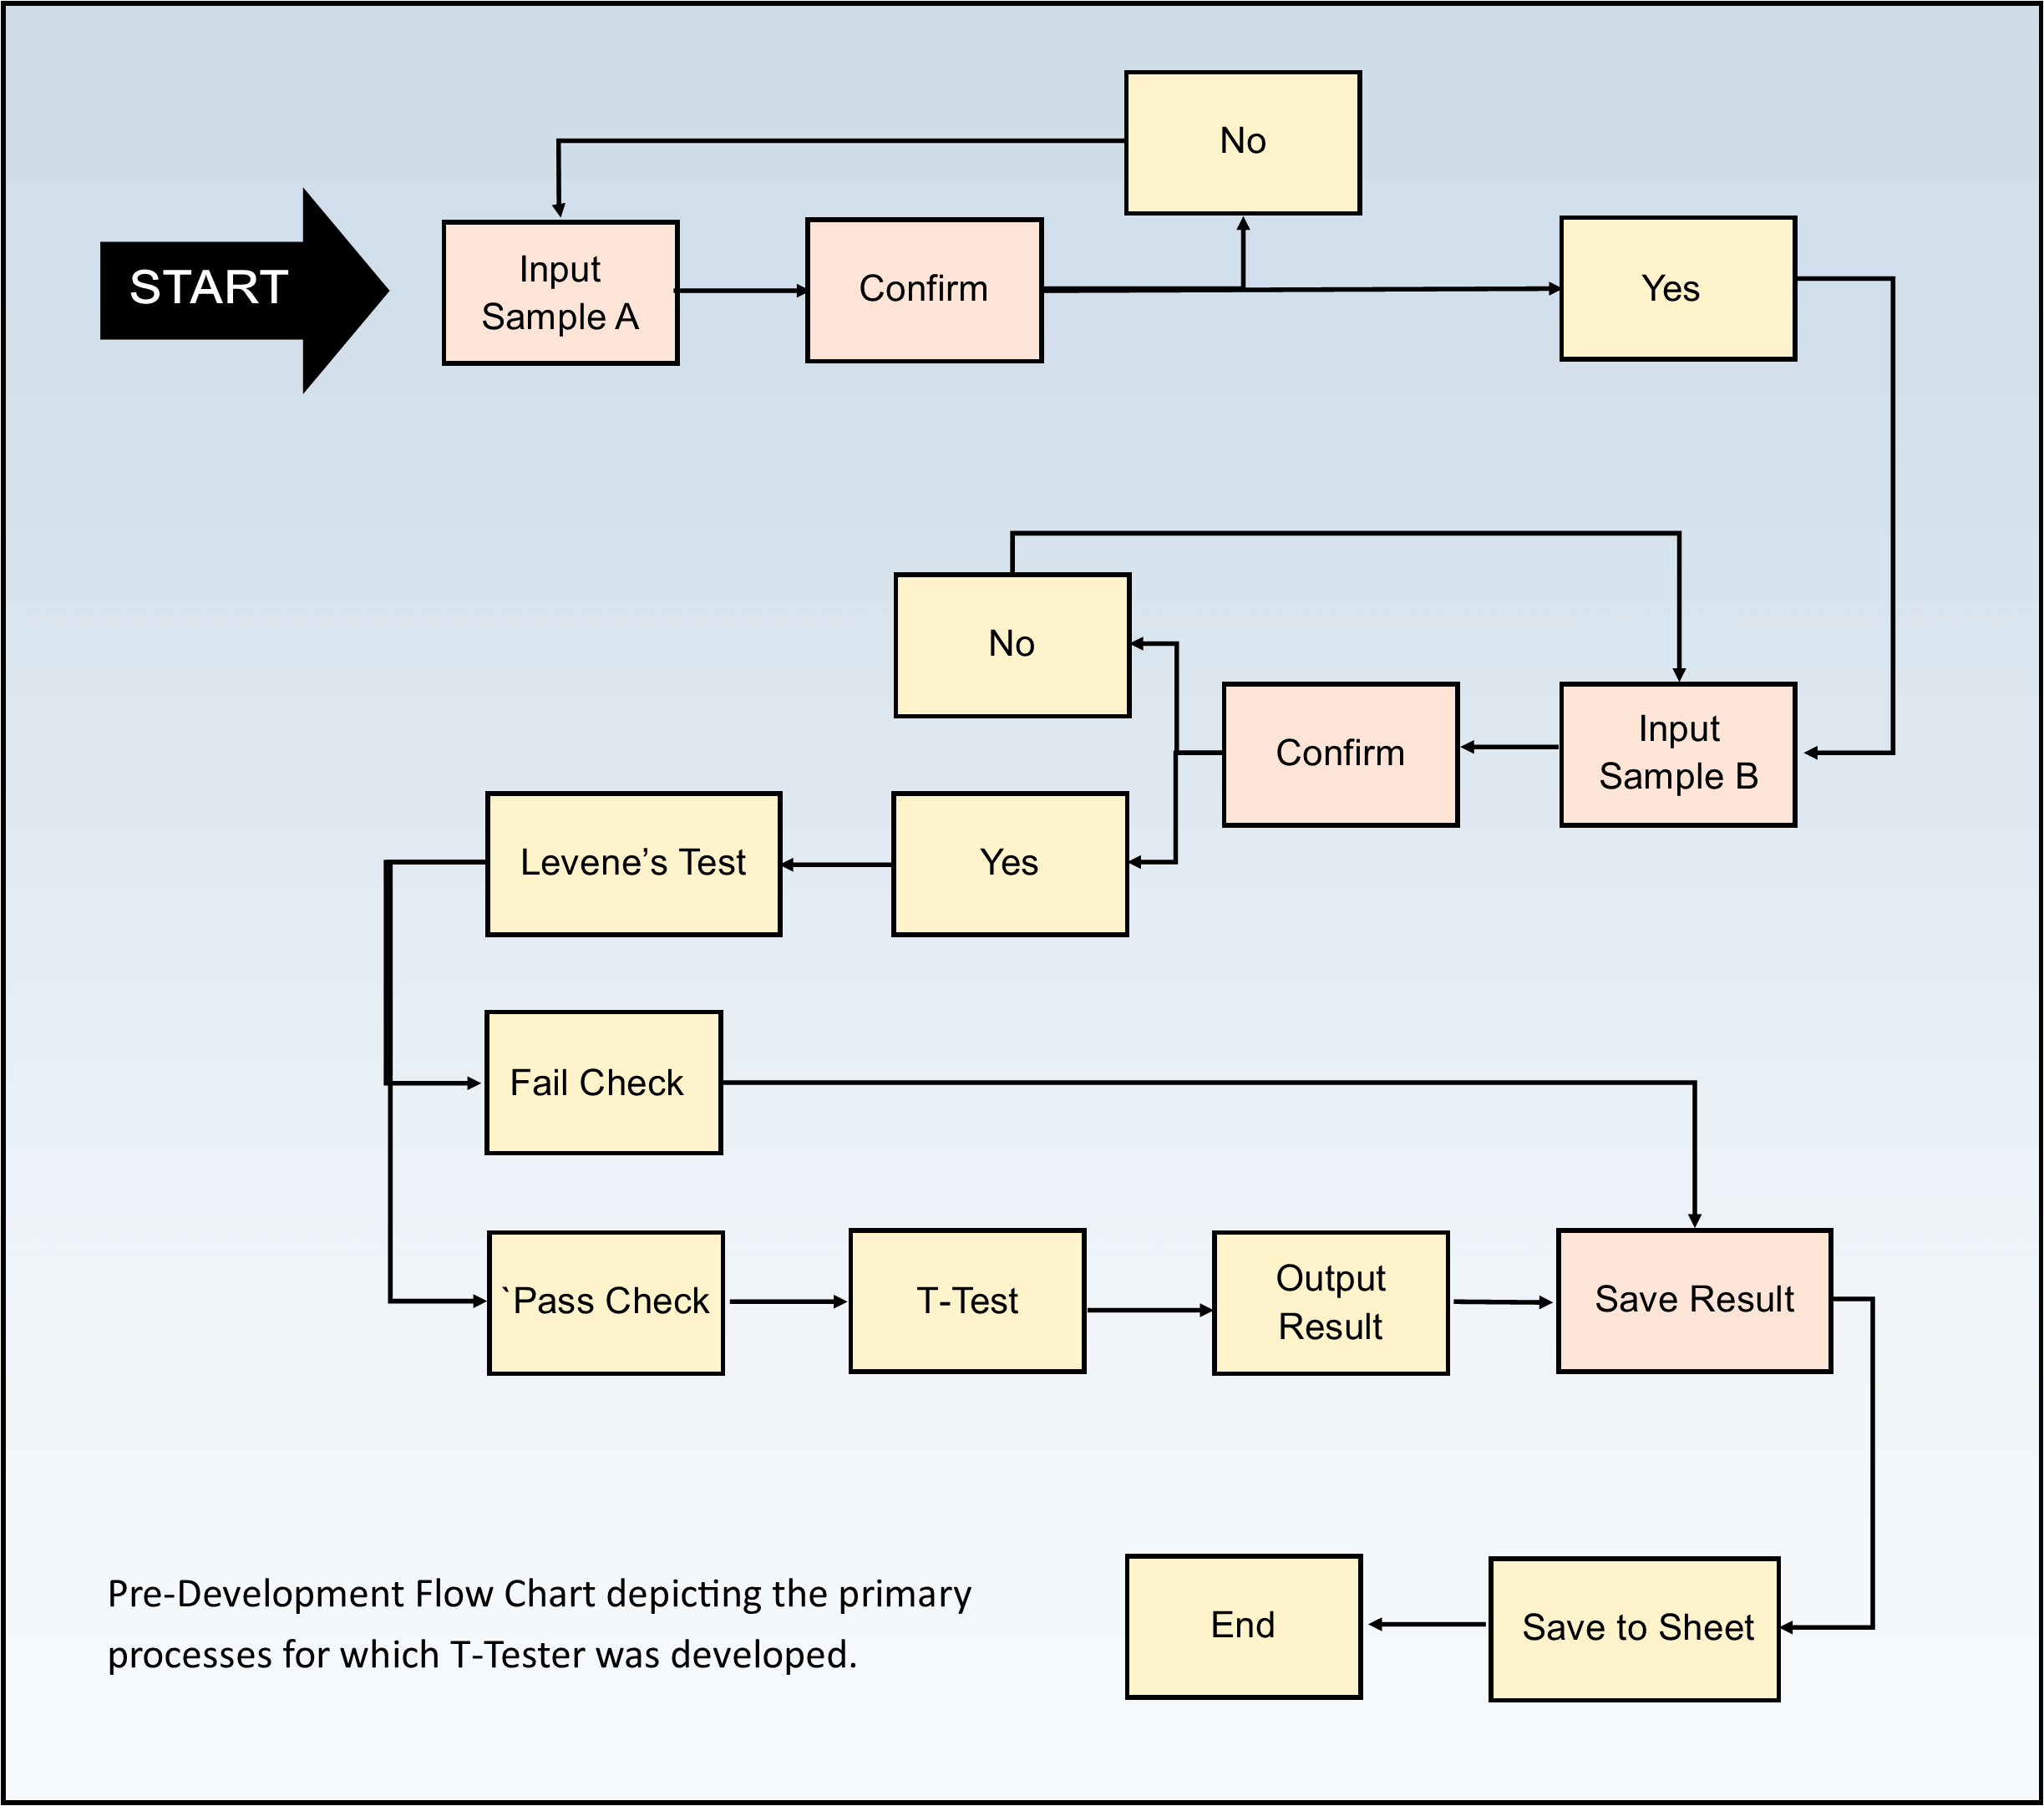 No
START
Input
Sample A
Confirm
Yes
No
Confirm
Input
Sample B
Levene’s Test
Yes
Fail Check
`Pass Check
T-Test
Output
Result
Save Result
Pre-Development Flow Chart depicting the primary
processes for which T-Tester was developed.
End
Save to Sheet